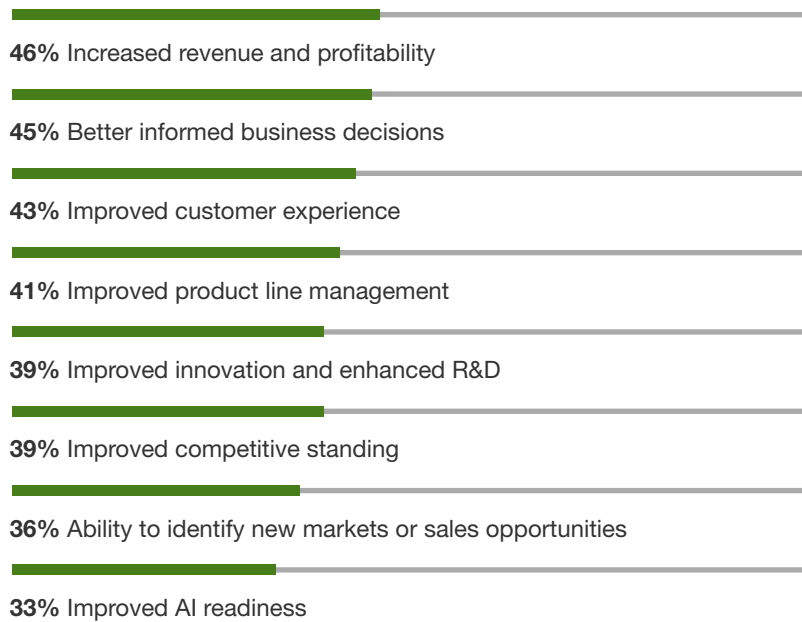 46% Increased revenue and profitability
45% Better informed business decisions
43% Improved customer experience
41% Improved product line management
39% Improved innovation and enhanced R&D
39% Improved competitive standing
36% Ability to identify new markets or sales opportunities
33% Improved AI readiness